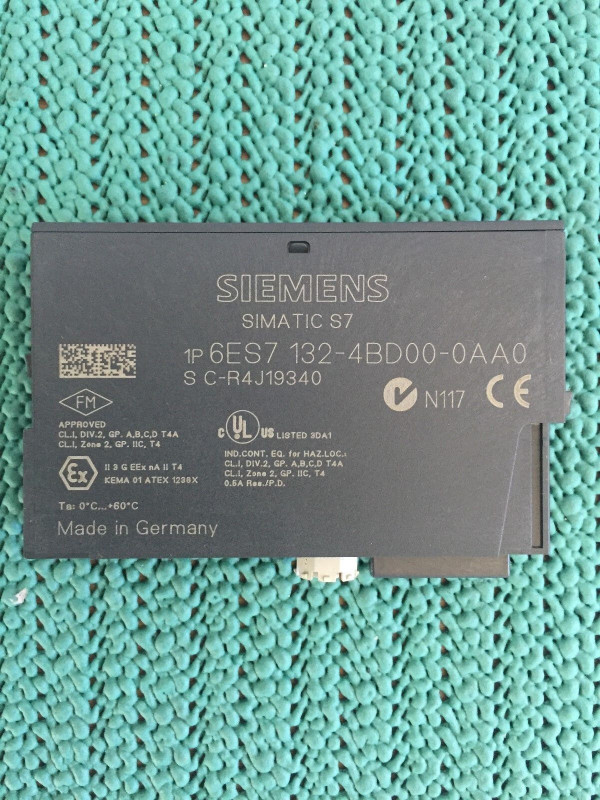 SIEMENS
SIMATIC S7
1P 6ES7 132-4BD00-0AA0
S C-R4J19340
N117
CE
FM
APPROVED
CL.I, DIV.2, GP. A,B,C,D T4A
CL.I, Zone 2, GP. IIC, T4
c UL US LISTED 3DA1
IND.CONT. EQ. for HAZ.LOC.:
CL.I, DIV.2, GP. A,B,C,D T4A
CL.I, Zone 2, GP. IIC, T4
0.5A Res./P.D.
Ex
II 3 G EEx nA II T4
KEMA 01 ATEX 1238X
Ta: 0°C...+60°C
Made in Germany